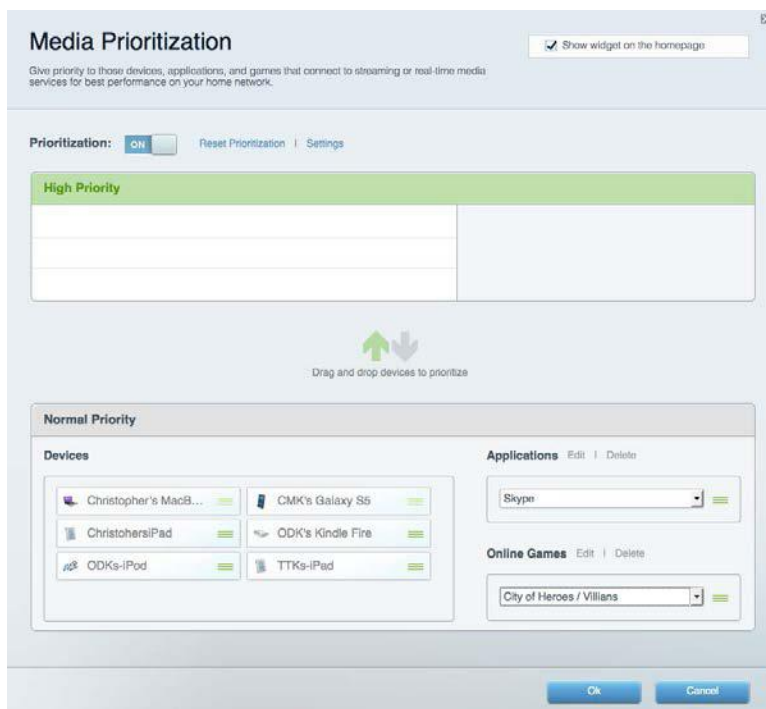 Media Prioritization
Show widget on the homepage
Give priority to those devices, applications, and games that connect to streaming or real-time media
services for best performance on your home network.
Prioritization: ON Reset Prioritization | Settings
High Priority
Drag and drop devices to prioritize
Normal Priority
Devices
Christopher's MacB...
CMK's Galaxy S5
ChristohersiPad
ODK's Kindle Fire
ODKs-iPod
TTKs-iPad
Applications Edit | Delete
Skype
Online Games Edit | Delete
City of Heroes / Villians
Ok
Cancel